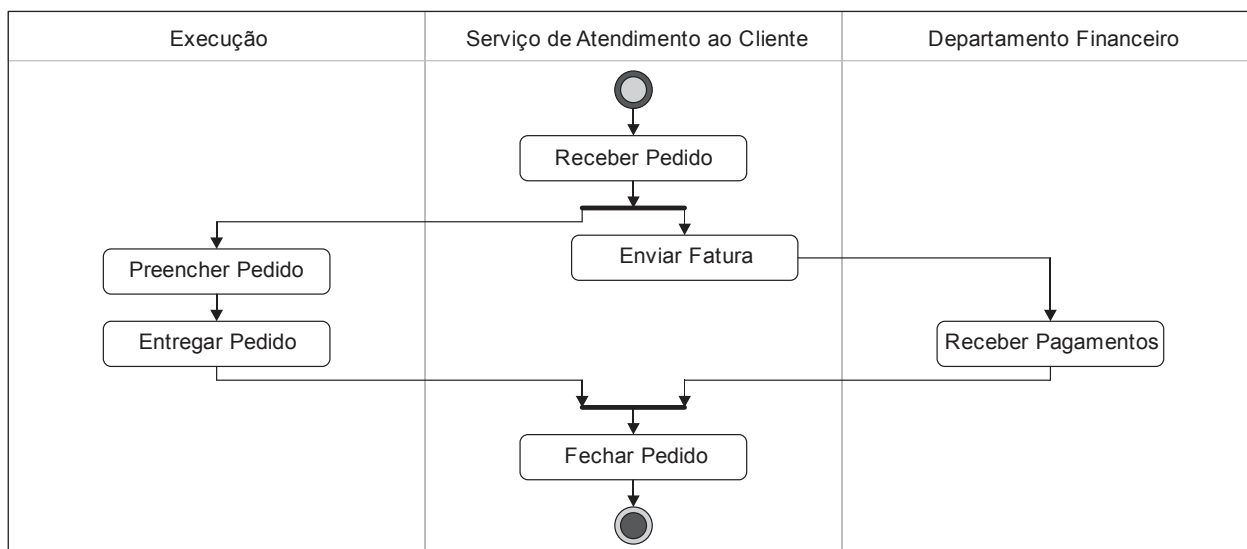 Execução
Serviço de Atendimento ao Cliente
Departamento Financeiro
Receber Pedido
Enviar Fatura
Preencher Pedido
Entregar Pedido
Receber Pagamentos
Fechar Pedido